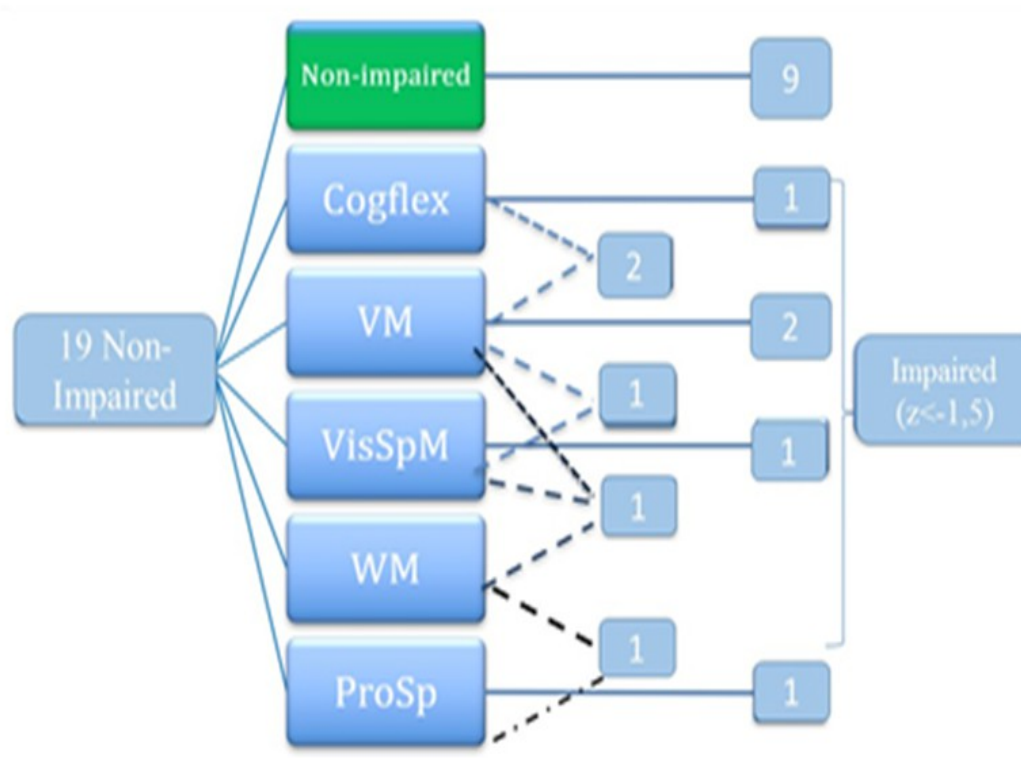 Non-impaired
9
Cogflex
1
2
VM
2
19 Non-
Impaired
1
Impaired
(z<-1,5)
VisSpM
1
1
WM
1
ProSp
1